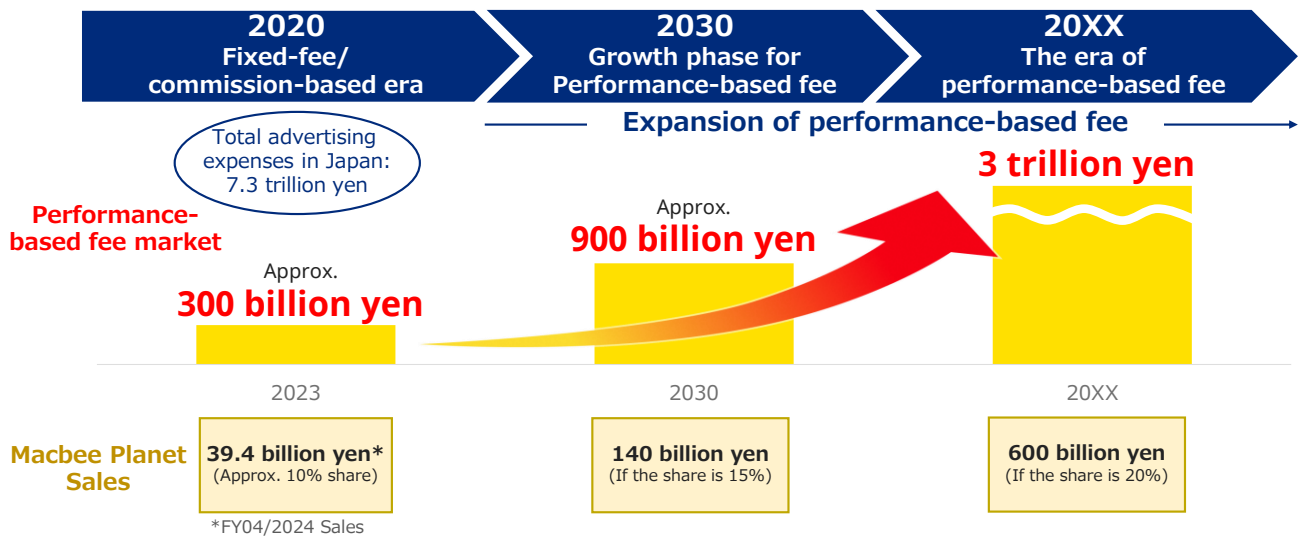 2020
Fixed-fee/
commission-based era
2030
Growth phase for
Performance-based fee
20XX
The era of
performance-based fee
Expansion of performance-based fee
Total advertising
expenses in Japan:
7.3 trillion yen
Performance-
based fee market
Approx.
300 billion yen
Approx.
900 billion yen
3 trillion yen
2023
2030
20XX
Macbee Planet
Sales
39.4 billion yen*
(Approx. 10% share)
140 billion yen
(If the share is 15%)
600 billion yen
(If the share is 20%)
*FY04/2024 Sales